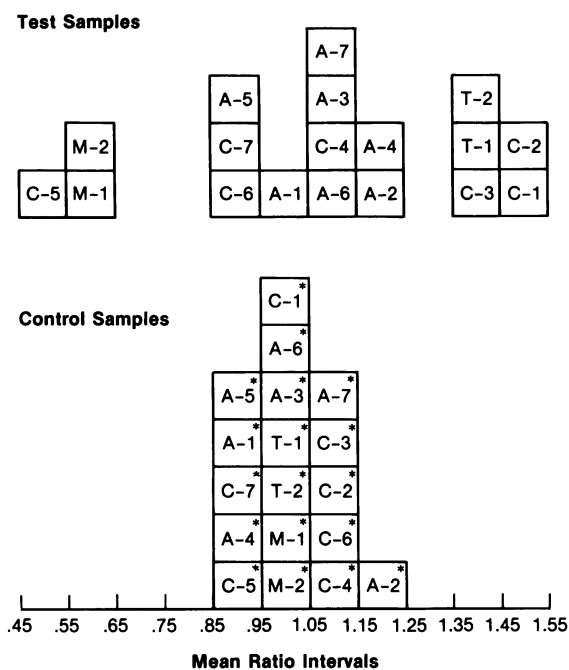 Test Samples
A-7
A-5 A-3 T-2
M-2 C-7 C-4 A-4 T-1 C-2
C-5 M-1 C-6 A-1 A-6 A-2 C-3 C-1
C-1*
Control Samples
A-6*
A-5* A-3* A-7*
A-1* T-1* C-3*
C-7* T-2* C-2*
A-4* M-1* C-6*
C-5* M-2* C-4* A-2*
.45 .55 .65 .75 .85 .95 1.05 1.15 1.25 1.35 1.45 1.55
Mean Ratio Intervals